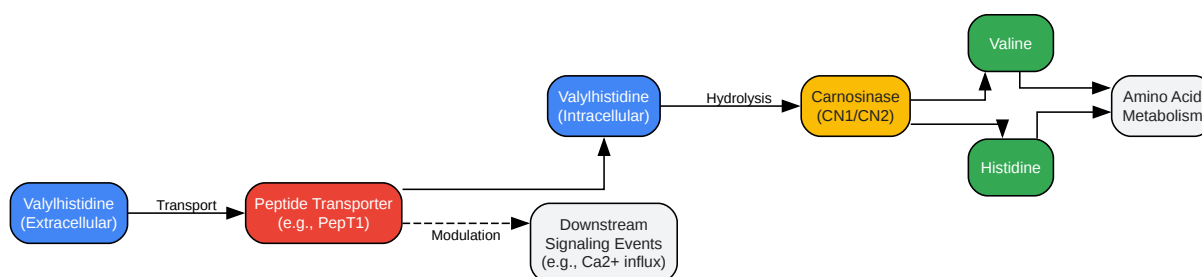 Valylhistidine
(Extracellular)
Transport
Peptide Transporter
(e.g., PepT1)
Modulation
Downstream
Signaling Events
(e.g., Ca2+ influx)
Valylhistidine
(Intracellular)
Hydrolysis
Carnosinase
(CN1/CN2)
Valine
Histidine
Amino Acid
Metabolism